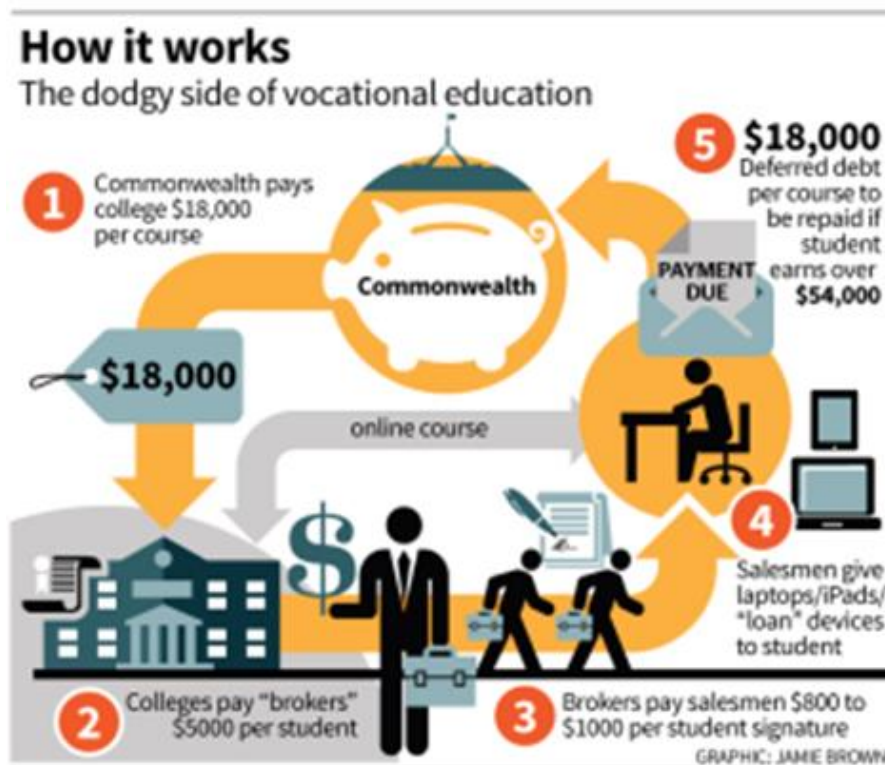 How it works
The dodgy side of vocational education
1
Commonwealth pays
college $18,000
per course
Commonwealth
5
$18,000
Deferred debt
per course to
be repaid if
student
earns over
$54,000
PAYMENT
DUE
$18,000
online course
$
4
Salesmen give
laptops/iPads/
"loan" devices
to student
2
Colleges pay "brokers"
$5000 per student
3
Brokers pay salesmen $800 to
$1000 per student signature
GRAPHIC: JAMIE BROWN